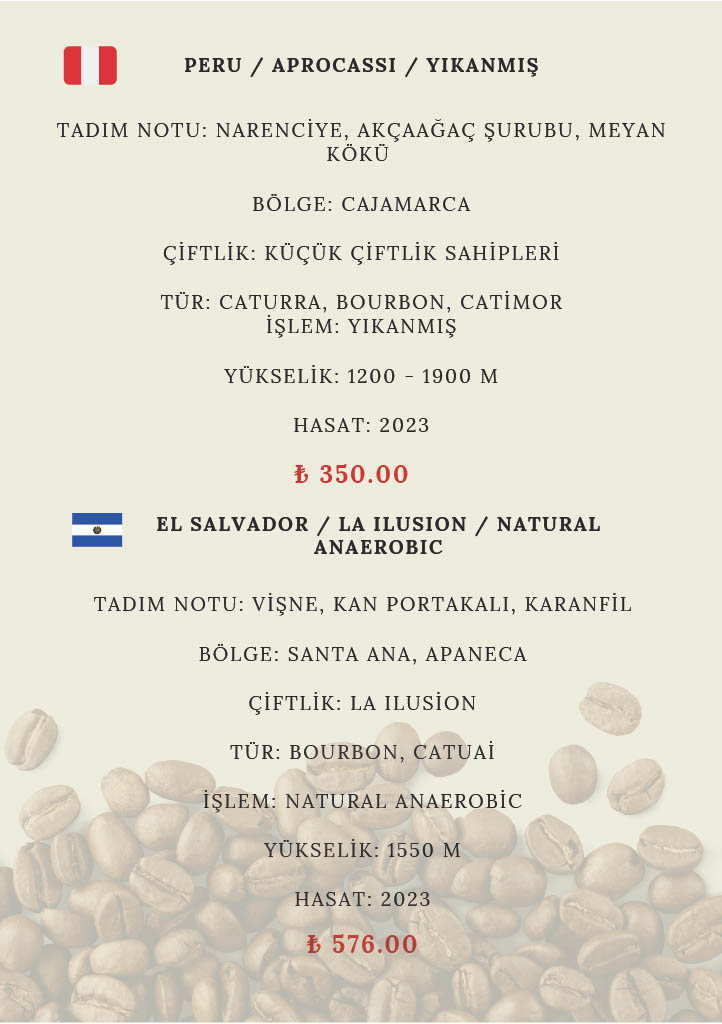 PERU / APROCASSI / YIKANMIŞ
TADIM NOTU: NARENCİYE, AKÇAAĞAÇ ŞURUBU, MEYAN
KÖKÜ
BÖLGE: CAJAMARCA
ÇİFTLİK: KÜÇÜK ÇİFTLİK SAHİPLERİ
TÜR: CATURRA, BOURBON, CATİMOR
İŞLEM: YIKANMIŞ
YÜKSELİK: 1200 - 1900 M
HASAT: 2023
₺ 350.00
EL SALVADOR / LA ILUSION / NATURAL
ANAEROBIC
TADIM NOTU: VİŞNE, KAN PORTAKALI, KARANFİL
BÖLGE: SANTA ANA, APANECA
ÇİFTLİK: LA ILUSİON
TÜR: BOURBON, CATUAİ
İŞLEM: NATURAL ANAEROBİC
YÜKSELİK: 1550 M
HASAT: 2023
₺ 576.00